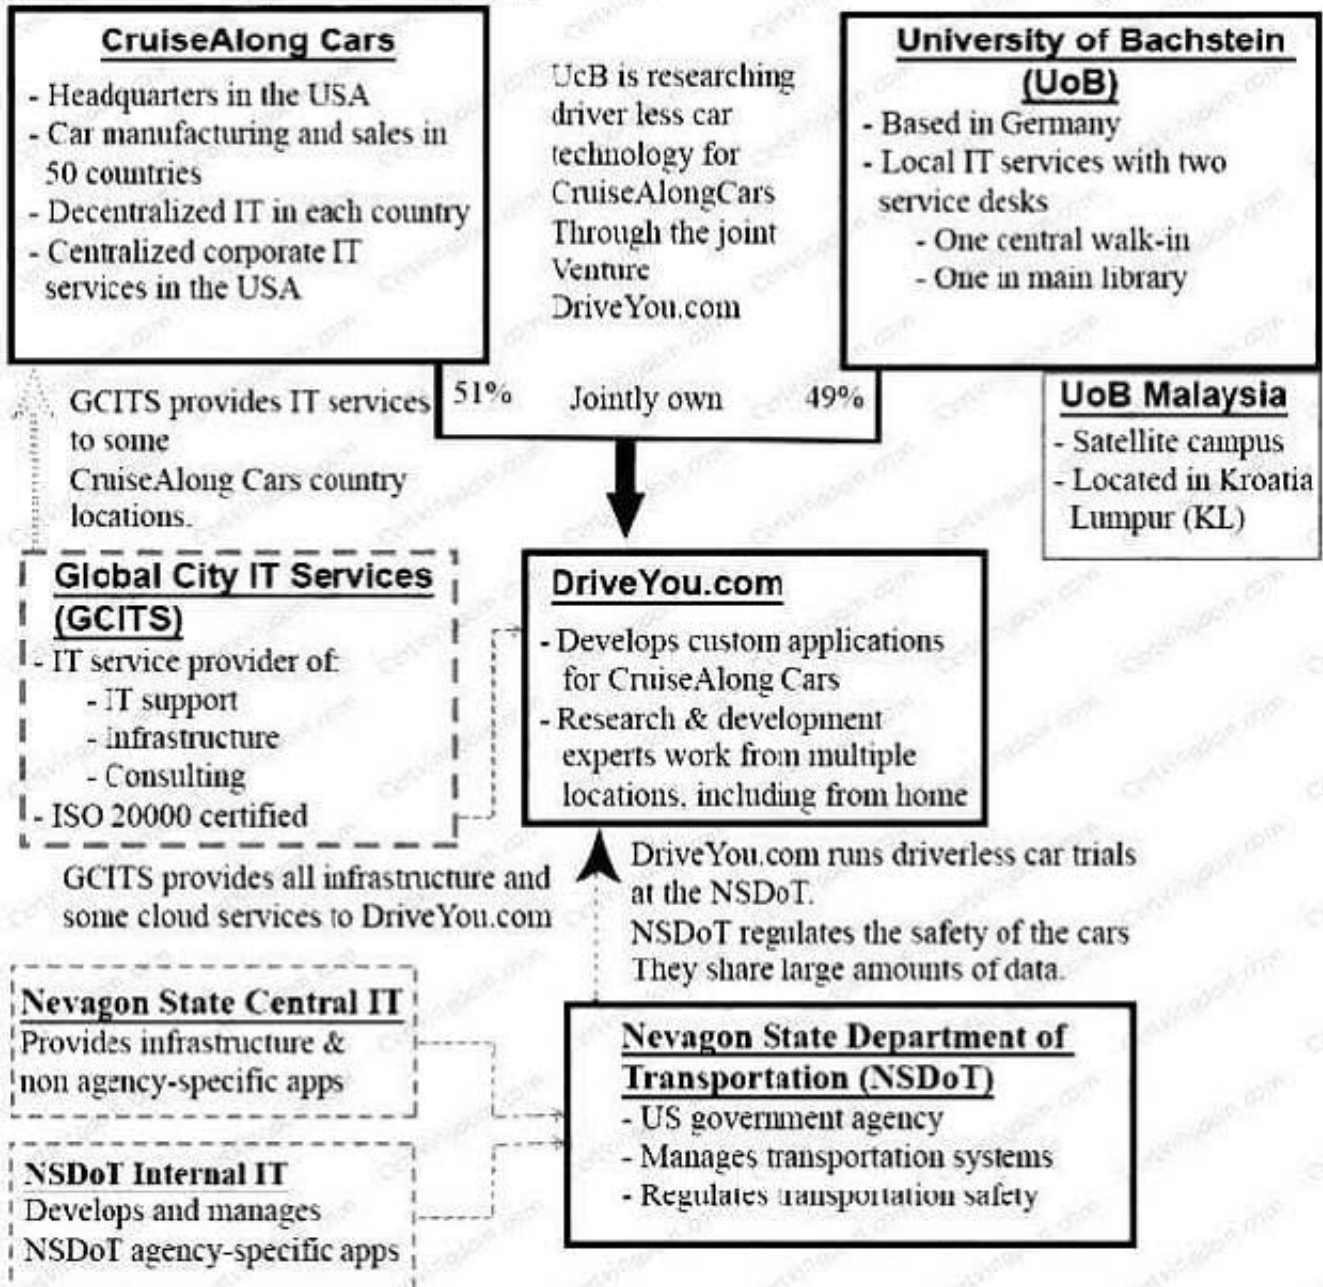 CruiseAlong Cars
- Headquarters in the USA
- Car manufacturing and sales in
50 countries
- Decentralized IT in each country
- Centralized corporate IT
services in the USA
UcB is researching
driver less car
technology for
CruiseAlongCars
Through the joint
Venture
DriveYou.com
University of Bachstein
(UoB)
- Based in Germany
- Local IT services with two
service desks
- One central walk-in
- One in main library
51% Jointly own 49%
UoB Malaysia
- Satellite campus
- Located in Kroatia
Lumpur (KL)
GCITS provides IT services
to some
CruiseAlong Cars country
locations.
Global City IT Services
(GCITS)
- IT service provider of:
- IT support
- Infrastructure
- Consulting
- ISO 20000 certified
DriveYou.com
- Develops custom applications
for CruiseAlong Cars
- Research & development
experts work from multiple
locations, including from home
GCITS provides all infrastructure and
some cloud services to DriveYou.com
DriveYou.com runs driverless car trials
at the NSDoT.
NSDoT regulates the safety of the cars
They share large amounts of data.
Nevagon State Central IT
Provides infrastructure &
non agency-specific apps
NSDoT Internal IT
Develops and manages
NSDoT agency-specific apps
Nevagon State Department of
Transportation (NSDoT)
- US government agency
- Manages transportation systems
- Regulates transportation safety